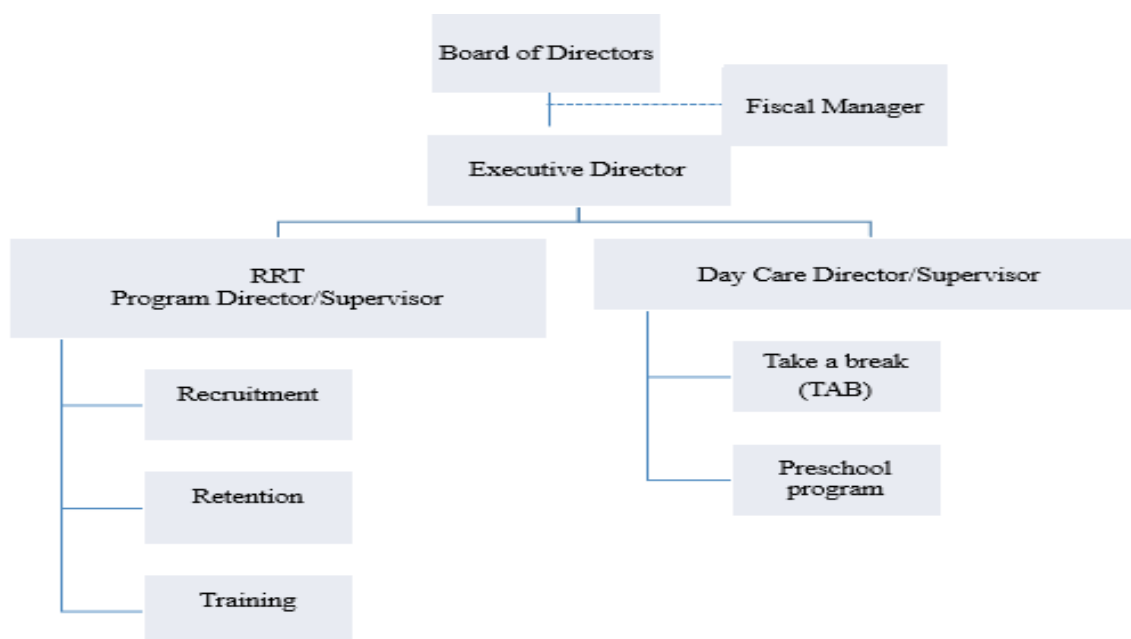 Board of Directors
Fiscal Manager
Executive Director
RRT
Program Director/Supervisor
Day Care Director/Supervisor
Recruitment
Retention
Training
Take a break
(TAB)
Preschool
program